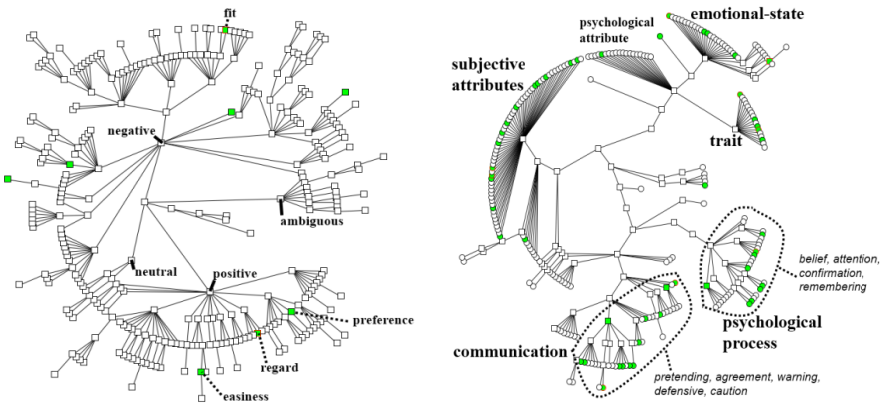 fit
negative
ambiguous
neutral
positive
preference
regard
easiness
psychological
attribute
emotional-state
subjective
attributes
trait
belief, attention,
confirmation,
remembering
psychological
process
communication
pretending, agreement, warning,
defensive, caution